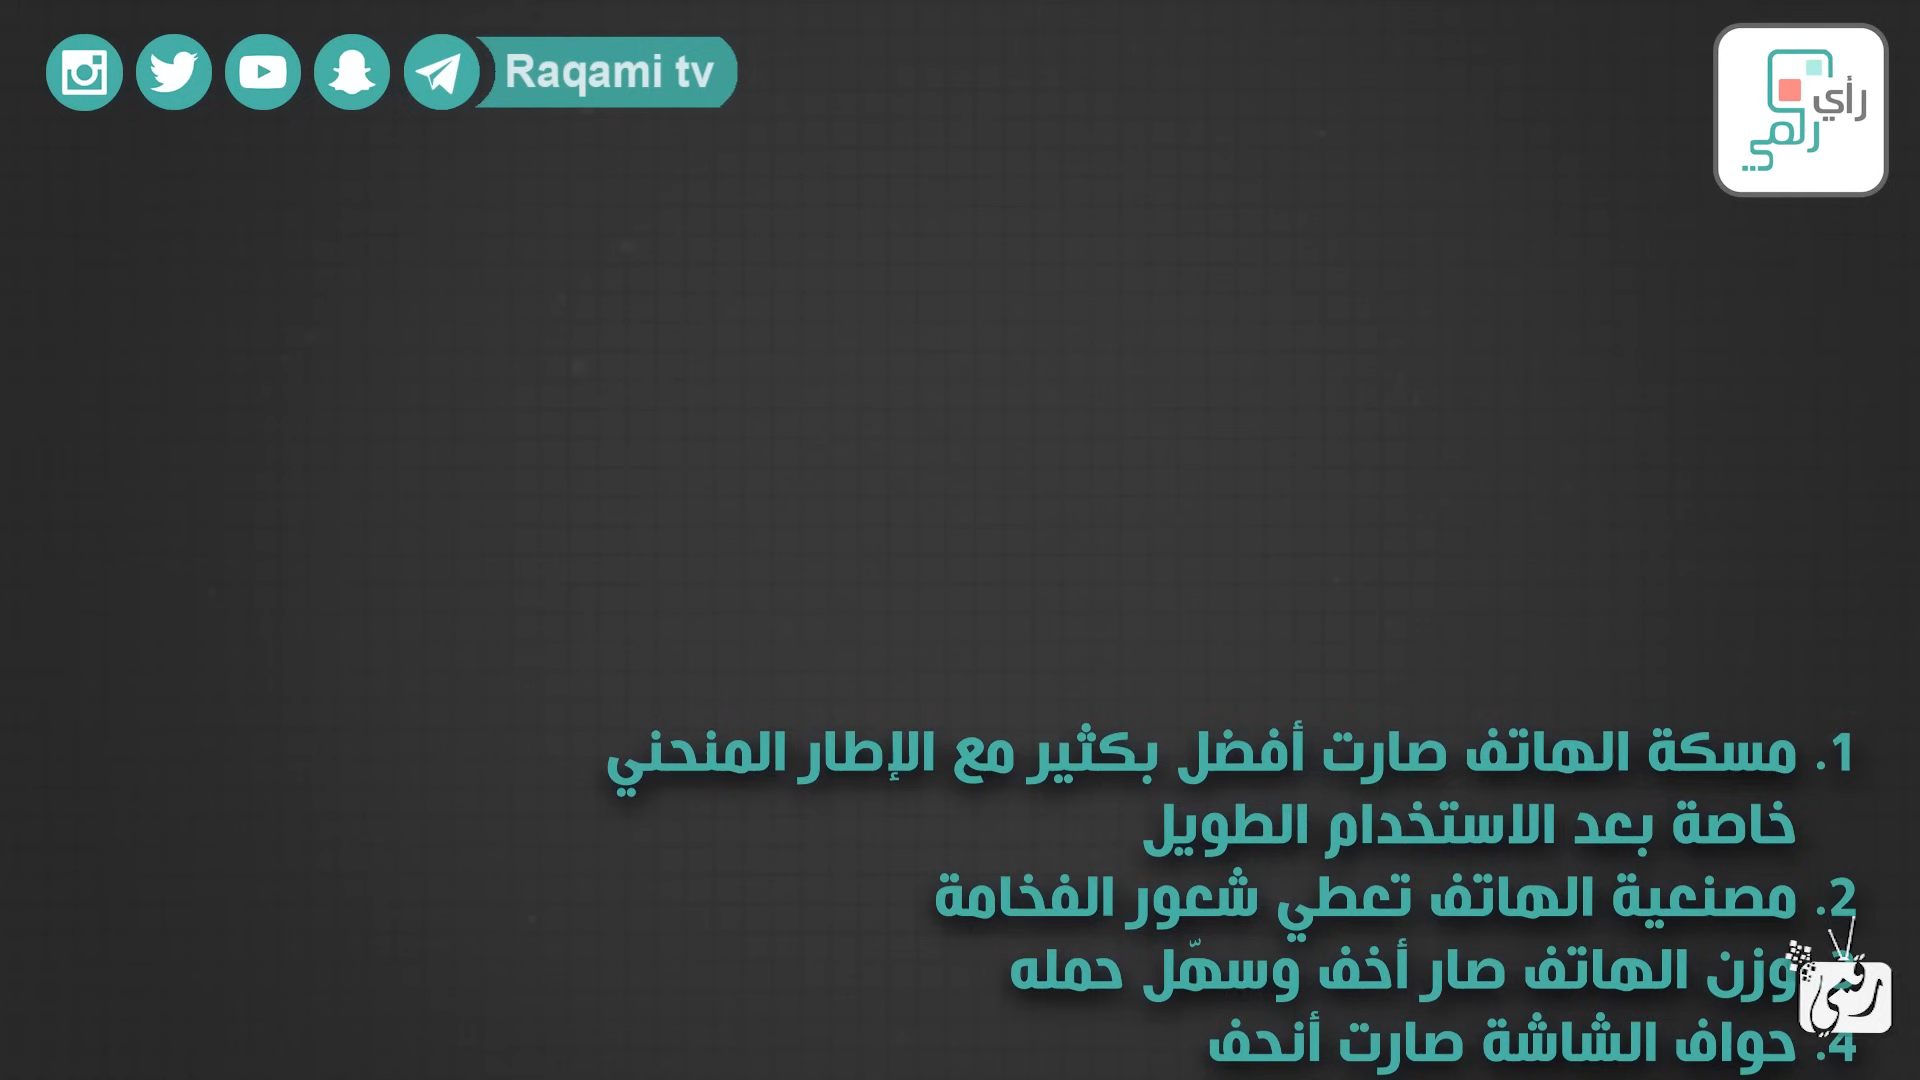 Raqami tv
رأي
رقمي
1. مسكة الهاتف صارت أفضل بكثير مع الإطار المنحني
خاصة بعد الاستخدام الطويل
2. مصنعية الهاتف تعطي شعور الفخامة
وزن الهاتف صار أخف وسهّل حمله
4. حواف الشاشة صارت أنحف
رقمي